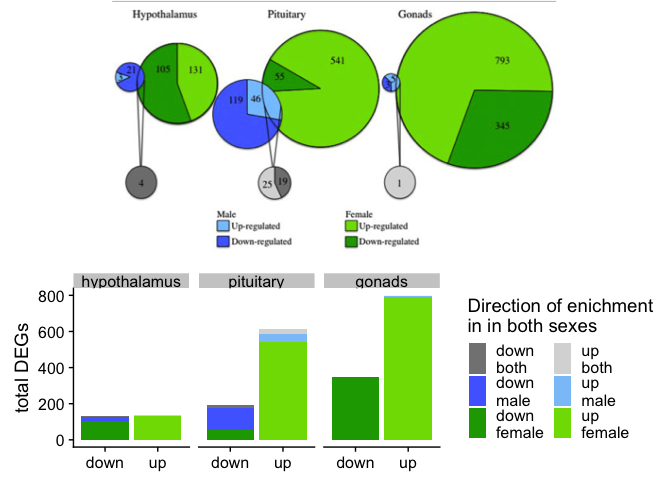 Hypothalamus Pituitary Gonads
21 105 131
119 46 55 541
793 345
4
25 19
1
Male Female
Up-regulated Up-regulated
Down-regulated Down-regulated
hypothalamus pituitary gonads
total DEGs
800
600
400
200
0
down up down up down up
Direction of enichment
in in both sexes
down both
up both
down male
up male
down female
up female